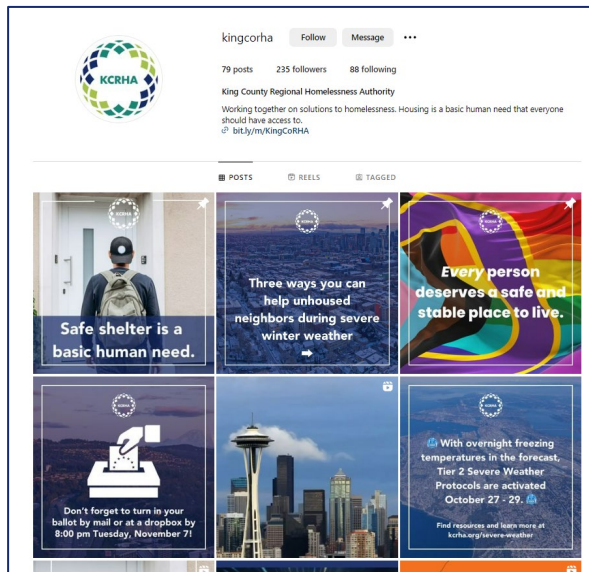 KCRHA
kingcorha Follow Message •••
79 posts 235 followers 88 following
King County Regional Homelessness Authority
Working together on solutions to homelessness. Housing is a basic human need that everyone
should have access to.
bit.ly/m/KingCoRHA
POSTS REELS TAGGED
KCRHA
Safe shelter is a
basic human need.
KCRHA
Three ways you can
help unhoused
neighbors during severe
winter weather
➡
KCRHA
Every person
deserves a safe and
stable place to live.
KCRHA
Don't forget to turn in your
ballot by mail or at a dropbox by
8:00 pm Tuesday, November 7!
KCRHA
🥶 With overnight freezing
temperatures in the forecast,
Tier 2 Severe Weather
Protocols are activated
October 27 - 29. 🥶
Find resources and learn more at
kcrha.org/severe-weather